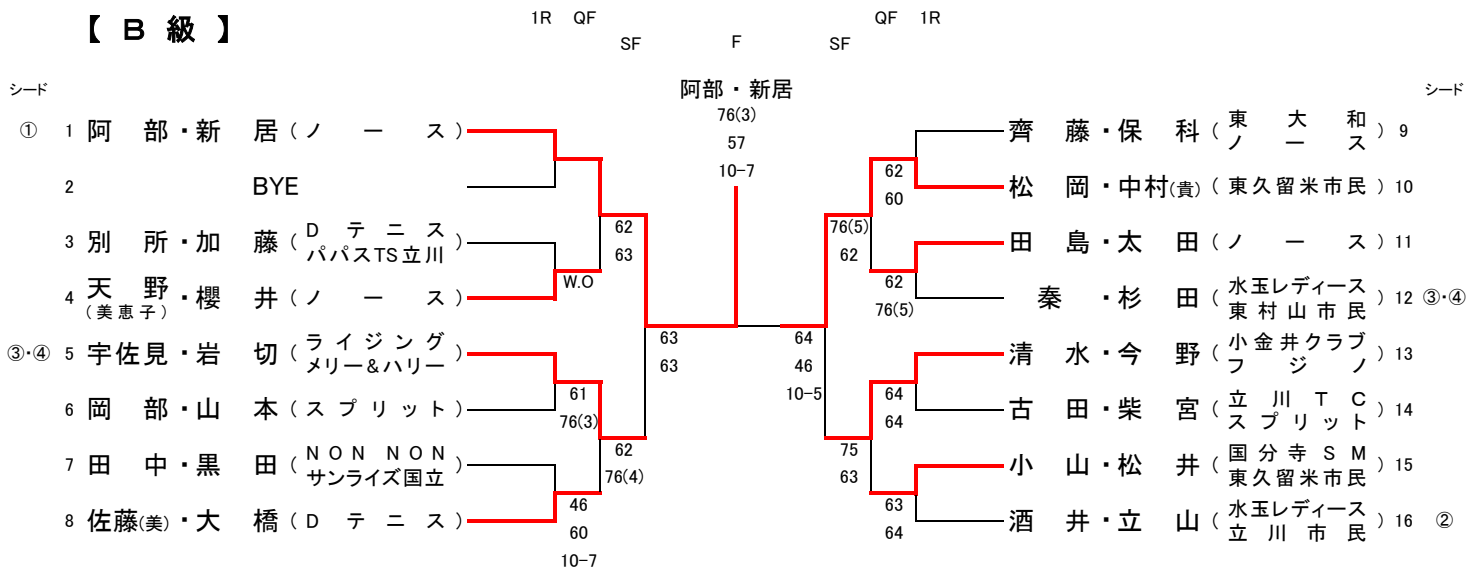 【 B 級 】
1R QF
SF
F
SF
QF 1R
シード
シード
阿部・新居
76(3)
57
10-7
① 1 阿部・新居 (ノース)
2 BYE
3 別所・加藤 (Dテニス
パパスTS立川)
4 天野(美恵子)・櫻井 (ノース)
③・④ 5 宇佐見・岩切 (ライジング
メリー&ハリー)
6 岡部・山本 (スプリット)
7 田中・黒田 (NON NON
サンライズ国立)
8 佐藤(美)・大橋 (Dテニス)
W.O
61
76(3)
46
60
10-7
62
63
62
76(4)
63
63
64
46
10-5
76(5)
62
75
63
62
60
62
76(5)
64
64
63
64
齊藤・保科 (東大和
ノース) 9
松岡・中村(貴) (東久留米市民) 10
田島・太田 (ノース) 11
秦・杉田 (水玉レディース
東村山市民) 12 ③・④
清水・今野 (小金井クラブ
フジノ) 13
古田・柴宮 (立川TC
スプリット) 14
小山・松井 (国分寺SM
東久留米市民) 15
酒井・立山 (水玉レディース
立川市民) 16 ②